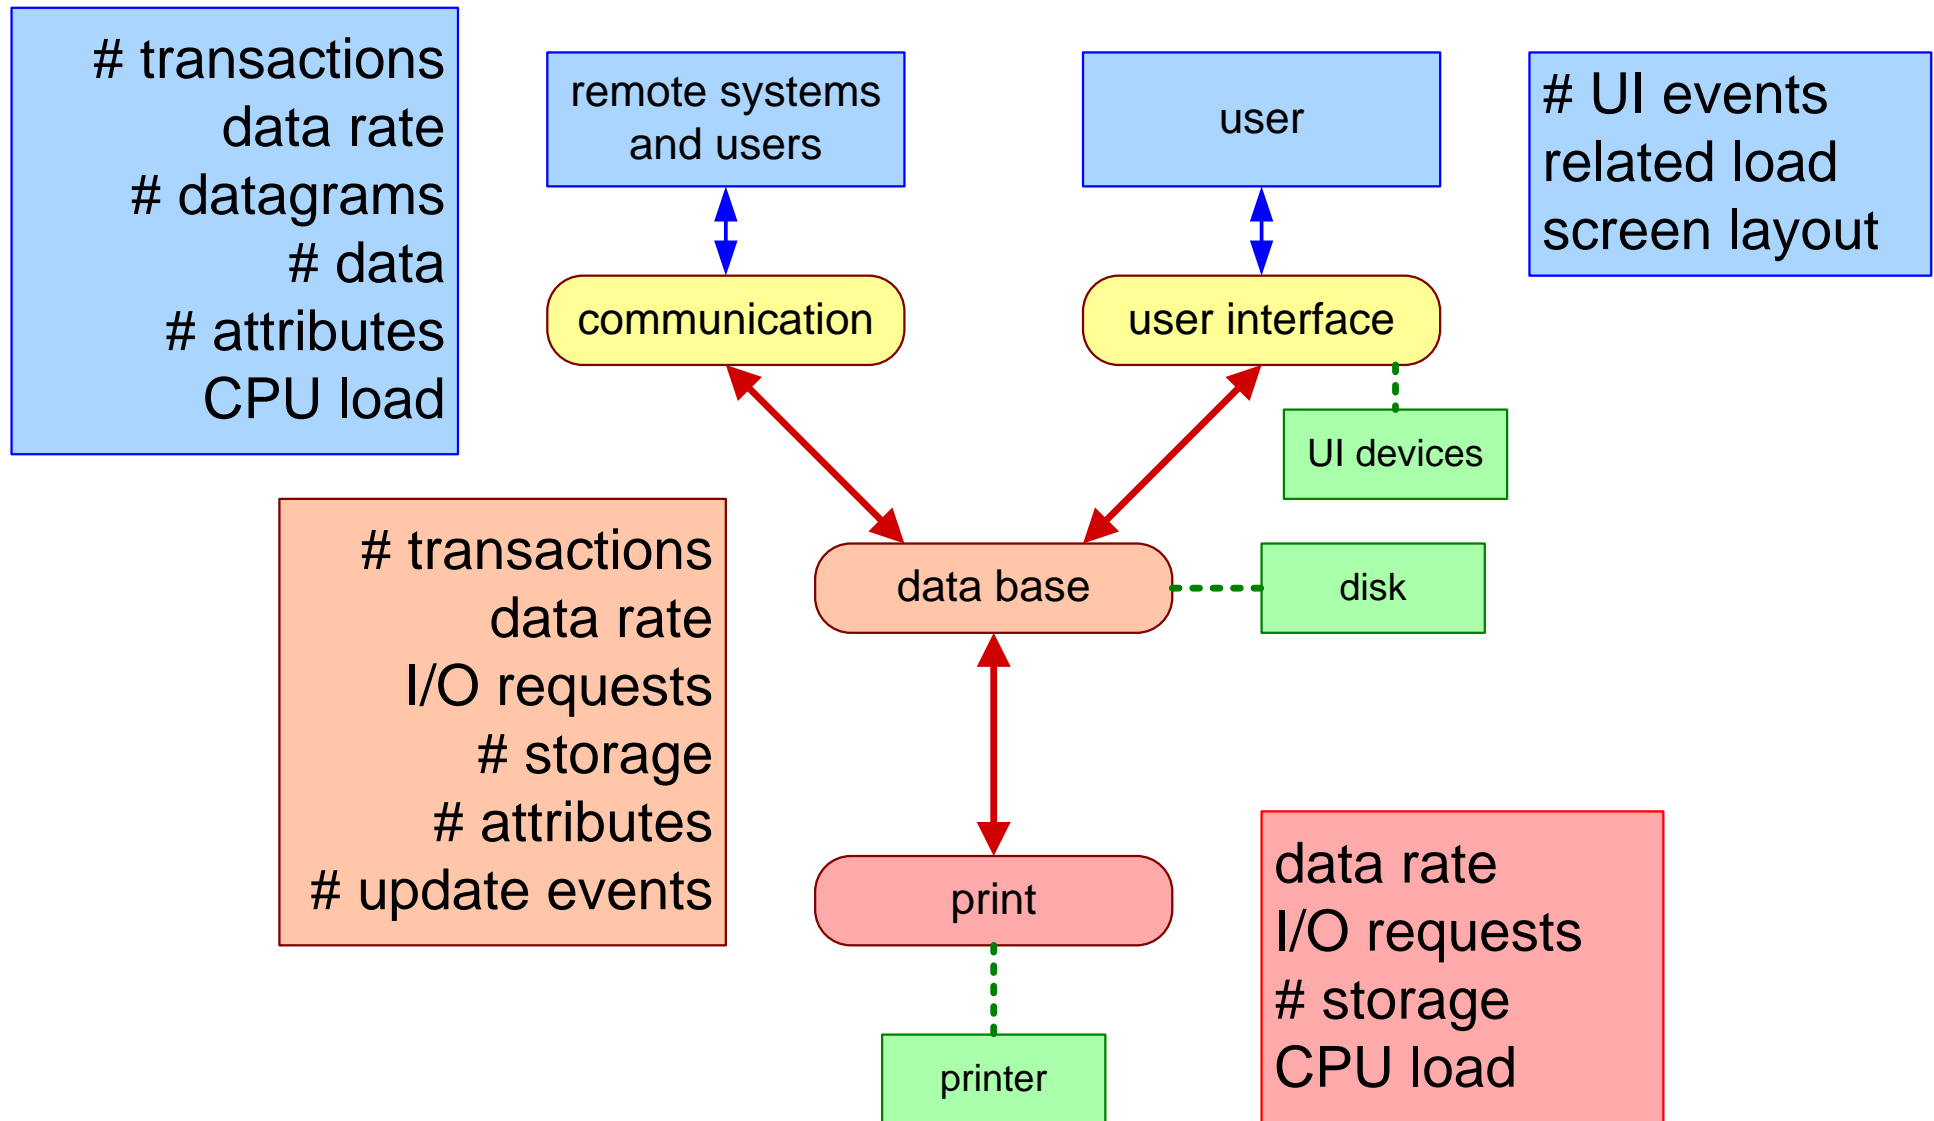 # transactions
data rate
# datagrams
# data
# attributes
CPU load
remote systems
and users
user
# UI events
related load
screen layout
communication
user interface
UI devices
# transactions
data rate
I/O requests
# storage
# attributes
# update events
data base
disk
print
printer
data rate
I/O requests
# storage
CPU load